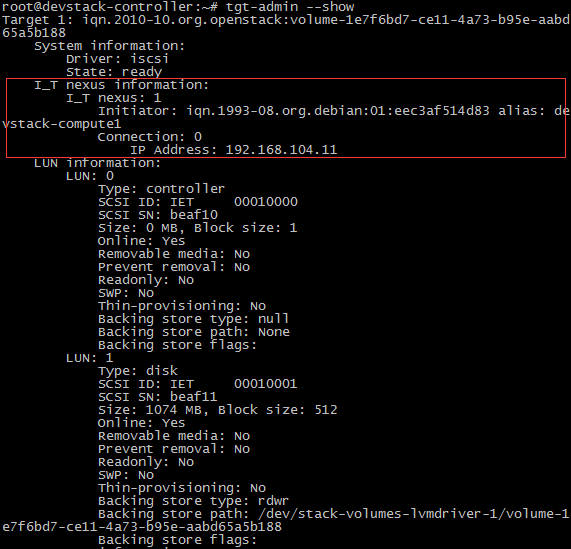 root@devstack-controller:~# tgt-admin --show
Target 1: iqn.2010-10.org.openstack:volume-1e7f6bd7-ce11-4a73-b95e-aabd
65a5b188
    System information:
        Driver: iscsi
        State: ready
    I_T nexus information:
        I_T nexus: 1
            Initiator: iqn.1993-08.org.debian:01:eec3af514d83 alias: de
vstack-compute1
            Connection: 0
                IP Address: 192.168.104.11
    LUN information:
        LUN: 0
            Type: controller
            SCSI ID: IET     00010000
            SCSI SN: beaf10
            Size: 0 MB, Block size: 1
            Online: Yes
            Removable media: No
            Prevent removal: No
            Readonly: No
            SWP: No
            Thin-provisioning: No
            Backing store type: null
            Backing store path: None
            Backing store flags:
        LUN: 1
            Type: disk
            SCSI ID: IET     00010001
            SCSI SN: beaf11
            Size: 1074 MB, Block size: 512
            Online: Yes
            Removable media: No
            Prevent removal: No
            Readonly: No
            SWP: No
            Thin-provisioning: No
            Backing store type: rdwr
            Backing store path: /dev/stack-volumes-lvmdriver-1/volume-1
e7f6bd7-ce11-4a73-b95e-aabd65a5b188
            Backing store flags: